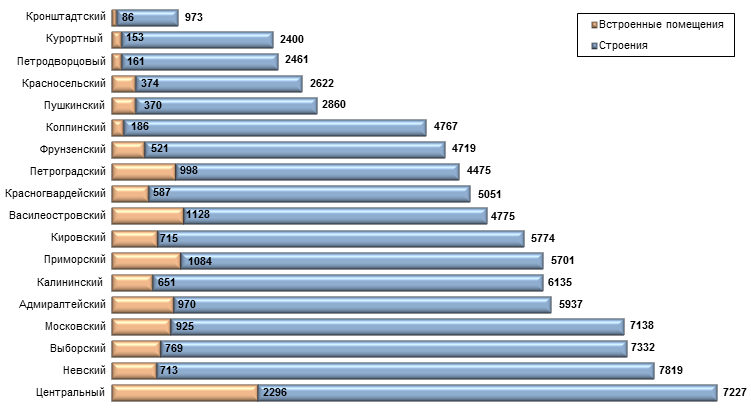 Кронштадтский 86 973
Встроенные помещения
Курортный 153 2400
Строения
Петродворцовый 161 2461
Красносельский 374 2622
Пушкинский 370 2860
Колпинский 186 4767
Фрунзенский 521 4719
Петроградский 998 4475
Красногвардейский 587 5051
Василеостровский 1128 4775
Кировский 715 5774
Приморский 1084 5701
Калининский 651 6135
Адмиралтейский 970 5937
Московский 925 7138
Выборский 769 7332
Невский 713 7819
Центральный 2296 7227